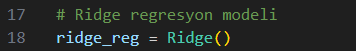 17 # Ridge regresyon modeli
18 ridge_reg = Ridge()